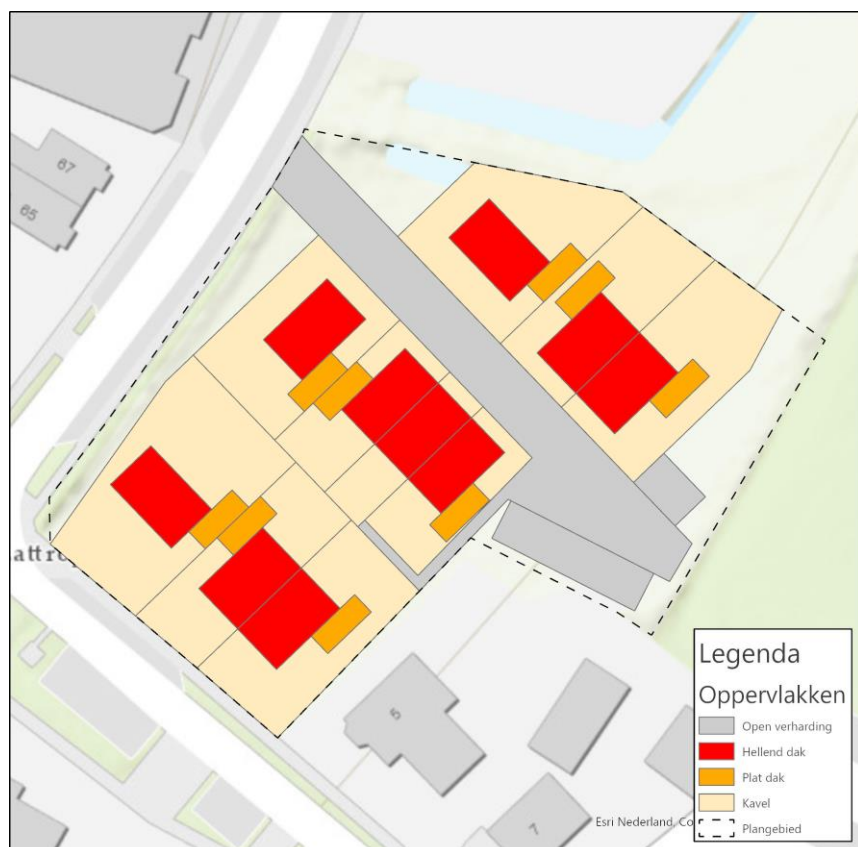 67
65
attro
5
7
Esri Nederland, Co
Legenda
Oppervlakken
Open verharding
Hellend dak
Plat dak
Kavel
Plangebied